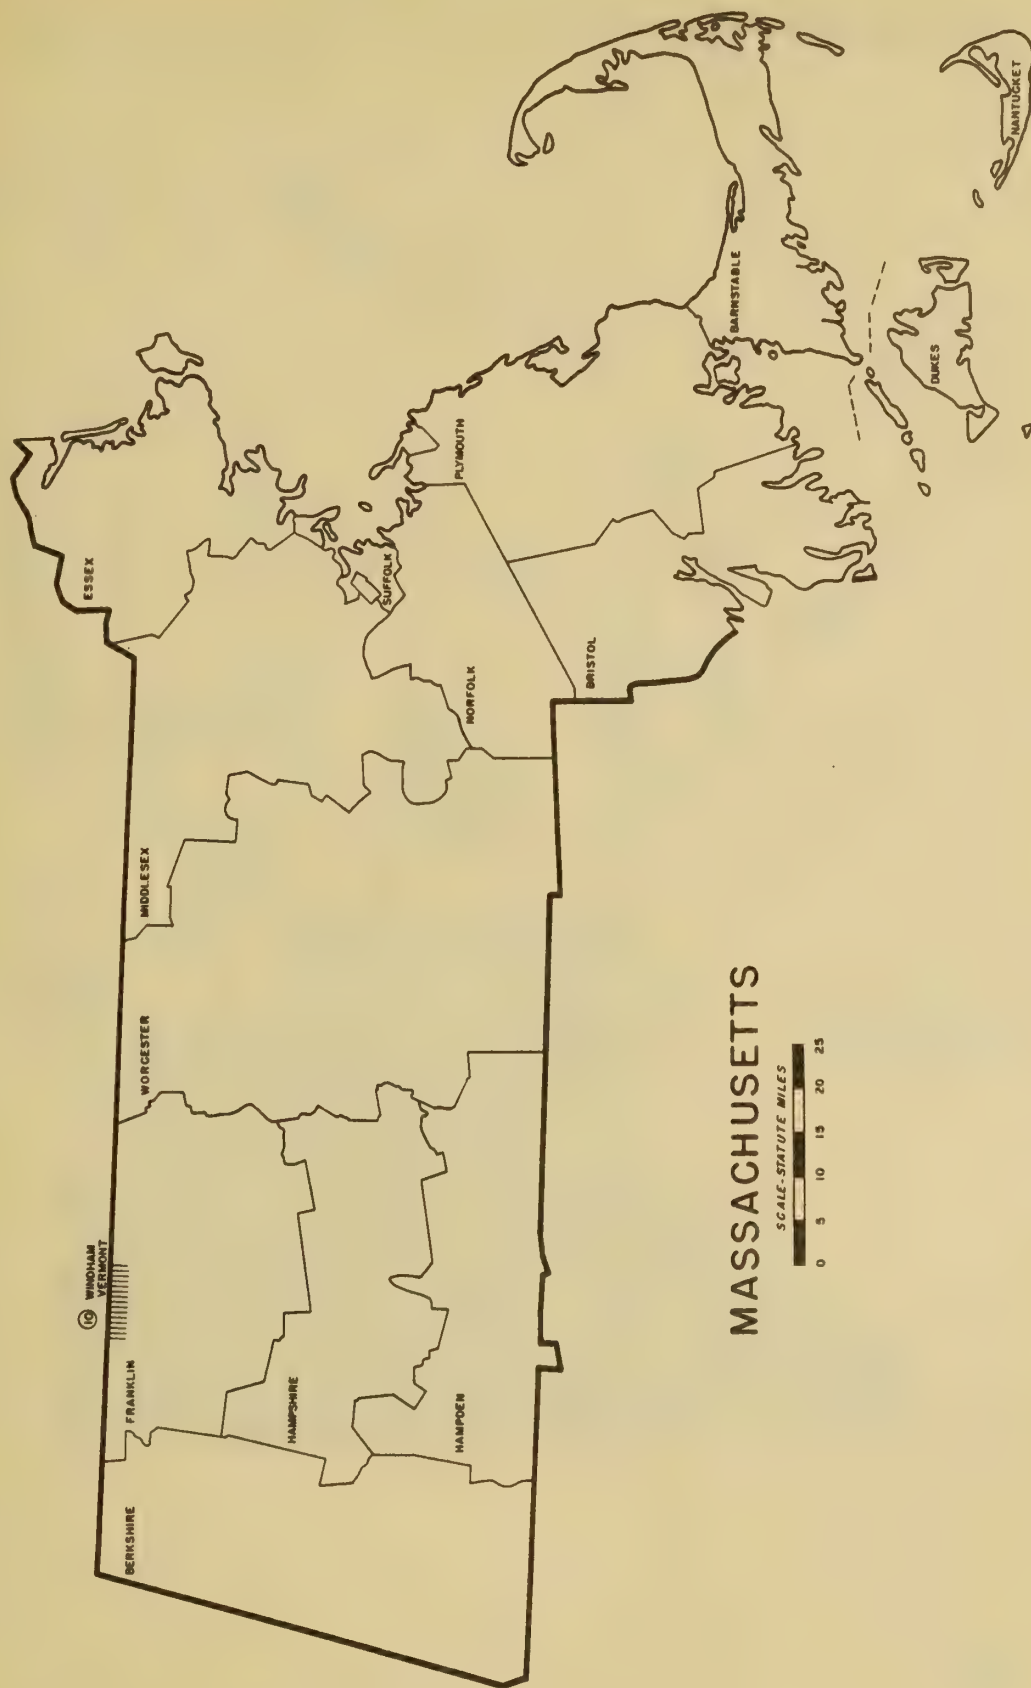 10 WINDHAM
VERMONT
BERKSHIRE
FRANKLIN
WORCESTER
MIDDLESEX
ESSEX
HAMPSHIRE
HAMPDEN
NORFOLK
SUFFOLK
PLYMOUTH
BRISTOL
BARNSTABLE
DUKES
NANTUCKET
MASSACHUSETTS
SCALE-STATUTE MILES
0 5 10 15 20 25